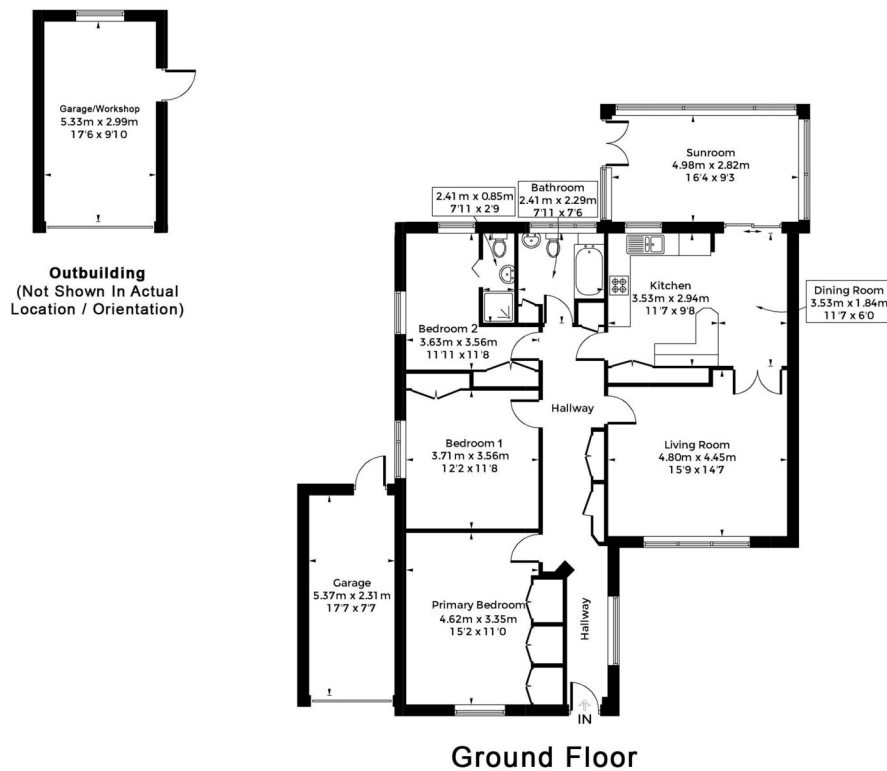 Garage/Workshop
5.33m x 2.99m
17'6 x 9'10
Outbuilding
(Not Shown In Actual
Location / Orientation)
Sunroom
4.98m x 2.82m
16'4 x 9'3
2.41m x 0.85m
7'11 x 2'9
Bathroom
2.41m x 2.29m
7'11 x 7'6
Kitchen
3.53m x 2.94m
11'7 x 9'8
Dining Room
3.53m x 1.84m
11'7 x 6'0
Bedroom 2
3.63m x 3.56m
11'11 x 11'8
Hallway
Bedroom 1
3.71m x 3.56m
12'2 x 11'8
Living Room
4.80m x 4.45m
15'9 x 14'7
Garage
5.37m x 2.31m
17'7 x 7'7
Primary Bedroom
4.62m x 3.35m
15'2 x 11'0
Hallway
IN
Ground Floor